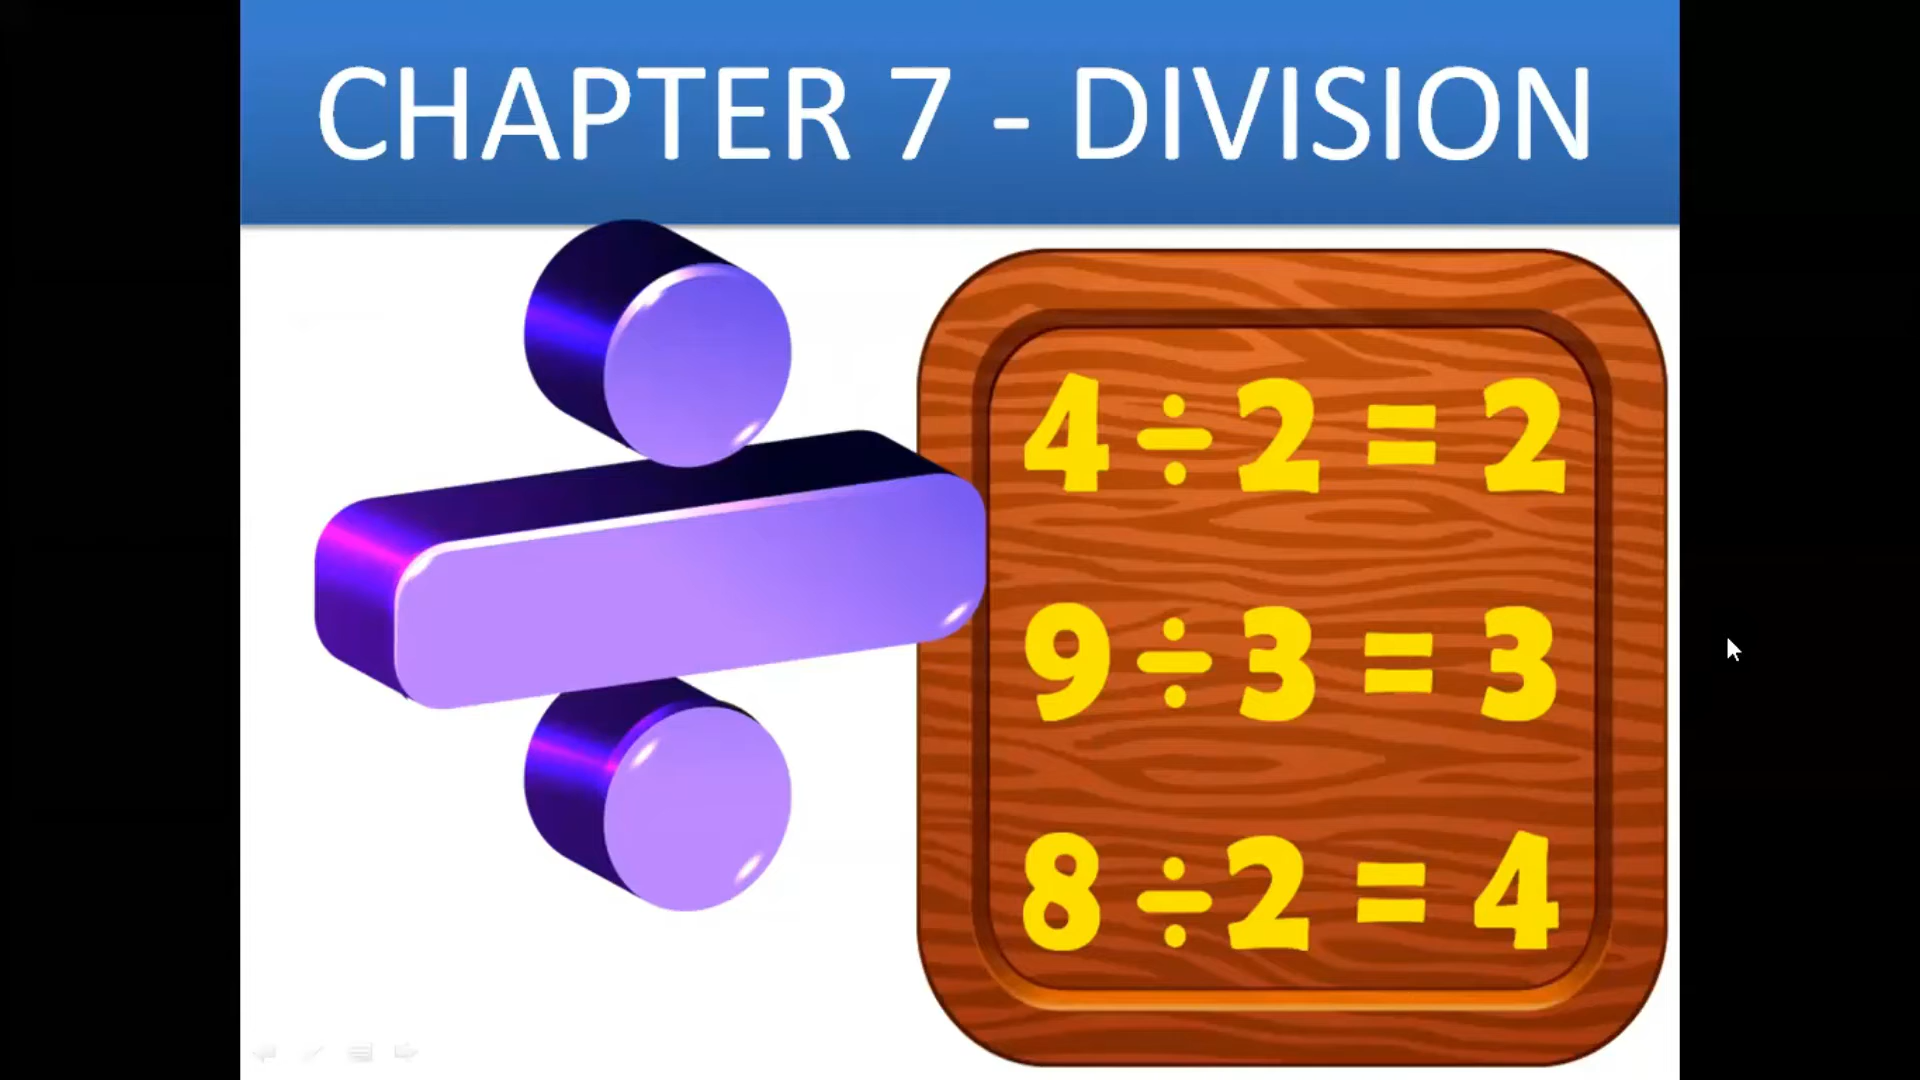 CHAPTER 7 - DIVISION
4 ÷ 2 = 2
9 ÷ 3 = 3
8 ÷ 2 = 4